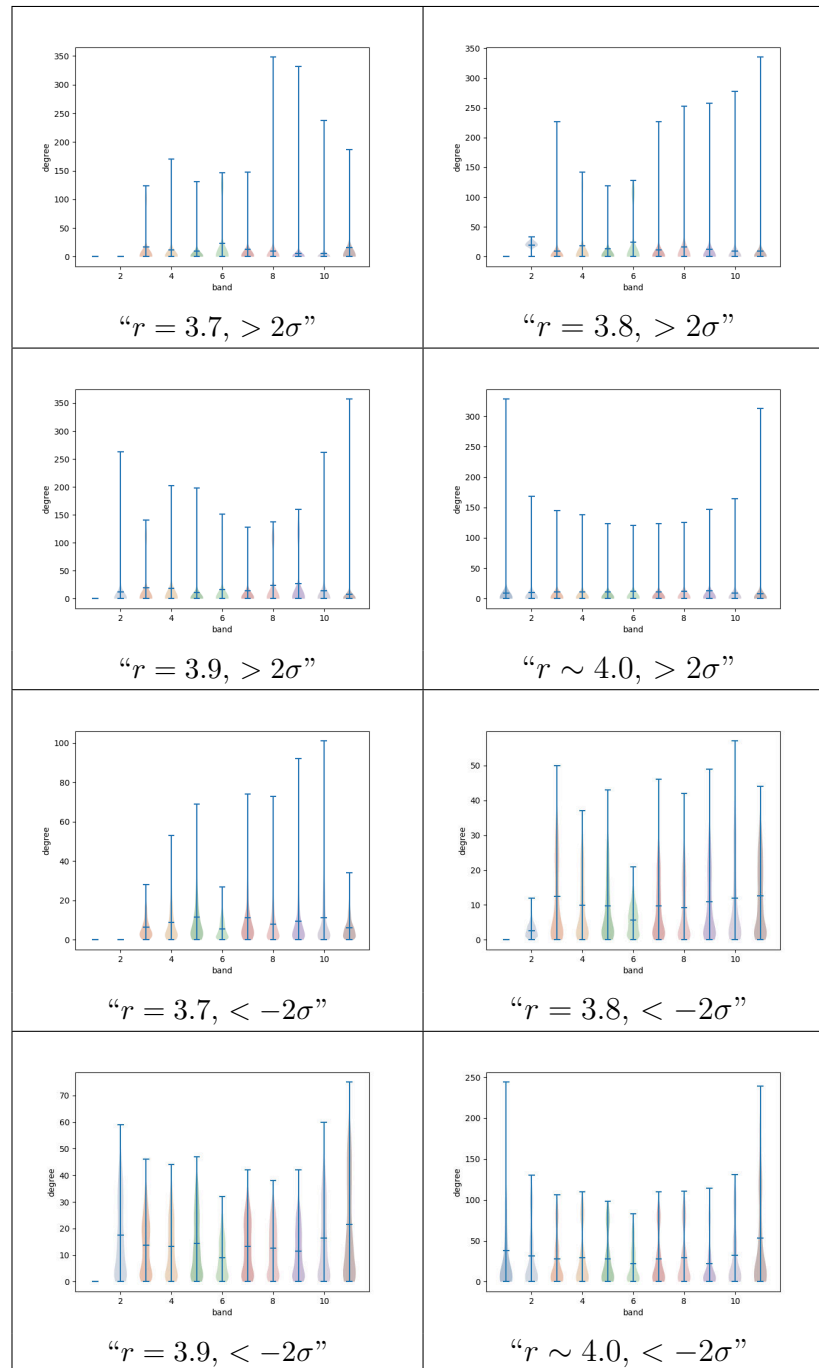 350
300
250
200
150
100
50
0
degree
2 4 6 8 10
band
“r = 3.7, > 2σ”
350
300
250
200
150
100
50
0
degree
2 4 6 8 10
band
“r = 3.8, > 2σ”
350
300
250
200
150
100
50
0
degree
2 4 6 8 10
band
“r = 3.9, > 2σ”
300
250
200
150
100
50
0
degree
2 4 6 8 10
band
“r ∼ 4.0, > 2σ”
100
80
60
40
20
0
degree
2 4 6 8 10
band
“r = 3.7, < −2σ”
50
40
30
20
10
0
degree
2 4 6 8 10
band
“r = 3.8, < −2σ”
70
60
50
40
30
20
10
0
degree
2 4 6 8 10
band
“r = 3.9, < −2σ”
250
200
150
100
50
0
degree
2 4 6 8 10
band
“r ∼ 4.0, < −2σ”